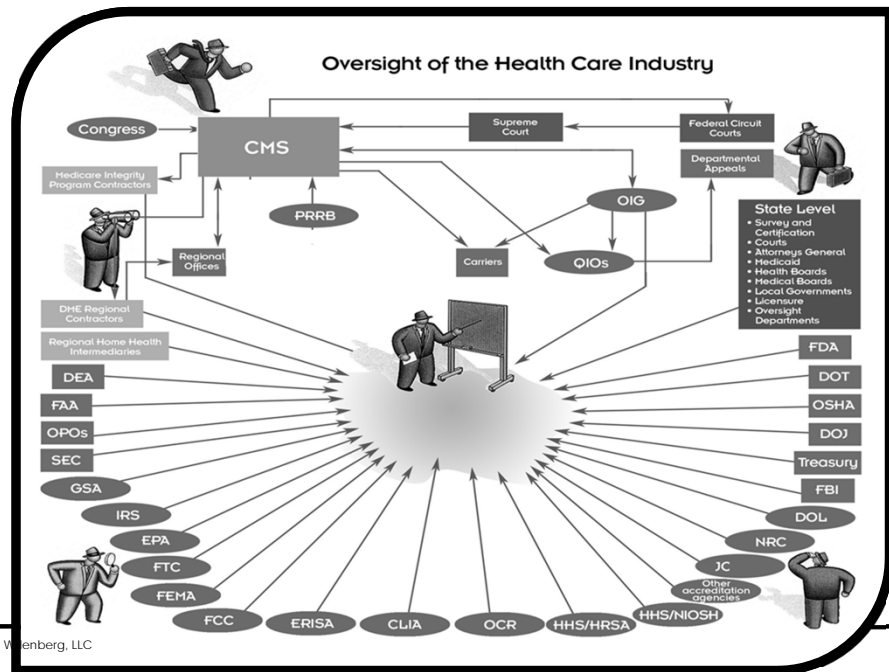 Oversight of the Health Care Industry
Congress
CMS
Supreme
Court
Federal Circuit
Courts
Departmental
Appeals
Medicare Integrity
Program Contractors
PRRB
OIG
Regional
Offices
Carriers
QIOs
State Level
• Survey and
Certification
• Courts
• Attorneys General
• Medicaid
• Health Boards
• Medical Boards
• Local Governments
• Licensure
• Oversight
Departments
DME Regional
Contractors
Regional Home Health
Intermediaries
DEA
FAA
OPOs
SEC
GSA
IRS
EPA
FTC
FEMA
FCC
ERISA
CLIA
OCR
HHS/HRSA
HHS/NIOSH
Other
accreditation
agencies
JC
NRC
DOL
FBI
Treasury
DOJ
OSHA
DOT
FDA
LLC